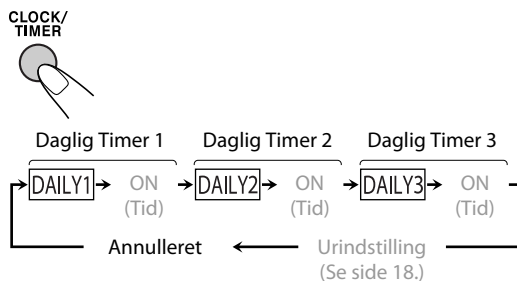 CLOCK/
TIMER
Daglig Timer 1 Daglig Timer 2 Daglig Timer 3
DAILY1 ON DAILY2 ON DAILY3 ON
(Tid) (Tid) (Tid)
Annulleret Urindstilling
(Se side 18.)